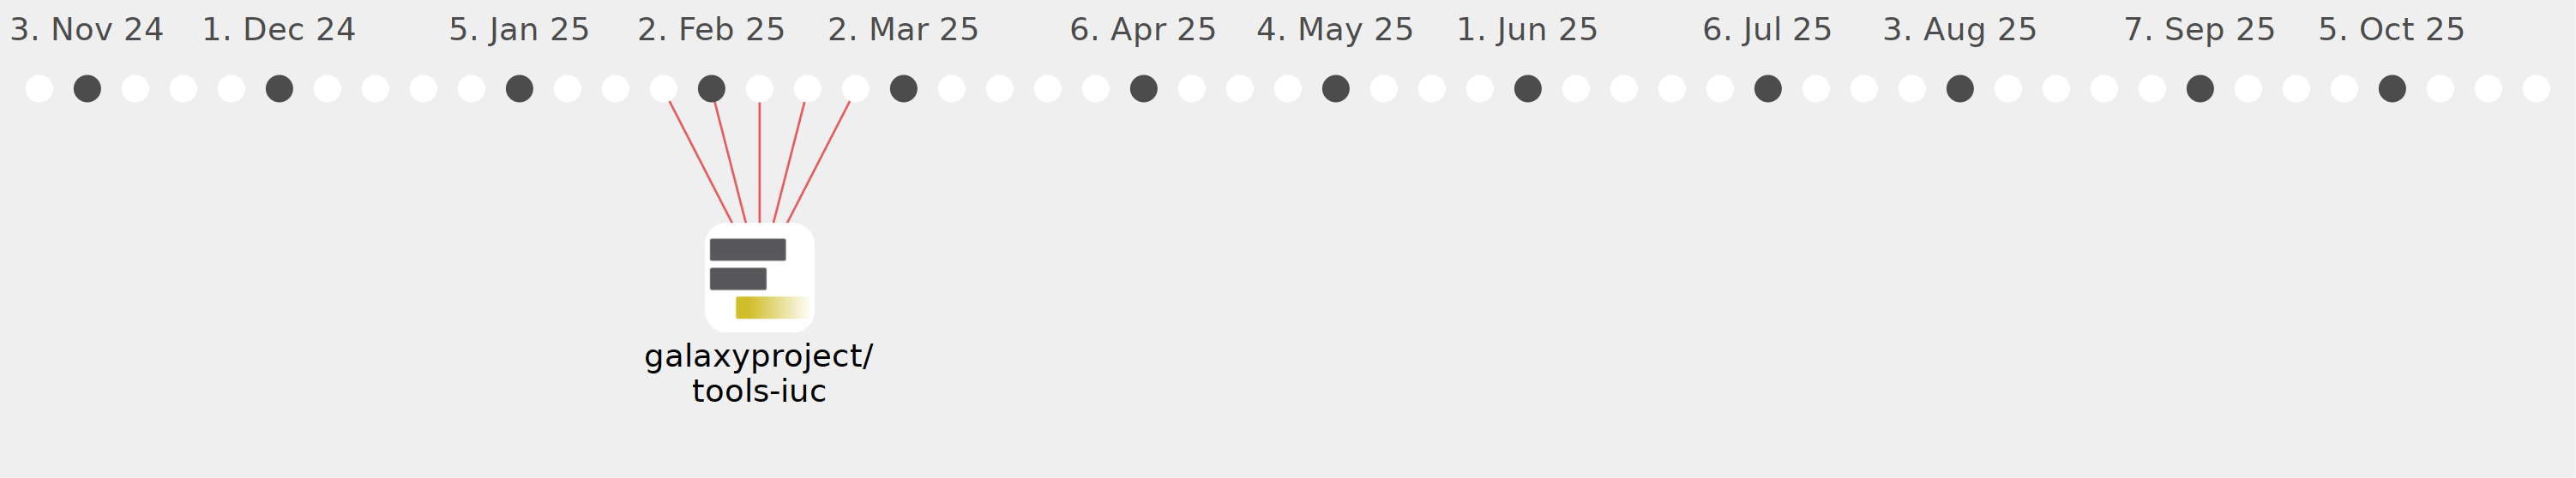 3. Nov 24 1. Dec 24 5. Jan 25 2. Feb 25 2. Mar 25 6. Apr 25 4. May 25 1. Jun 25 6. Jul 25 3. Aug 25 7. Sep 25 5. Oct 25
galaxyproject/
tools-iuc